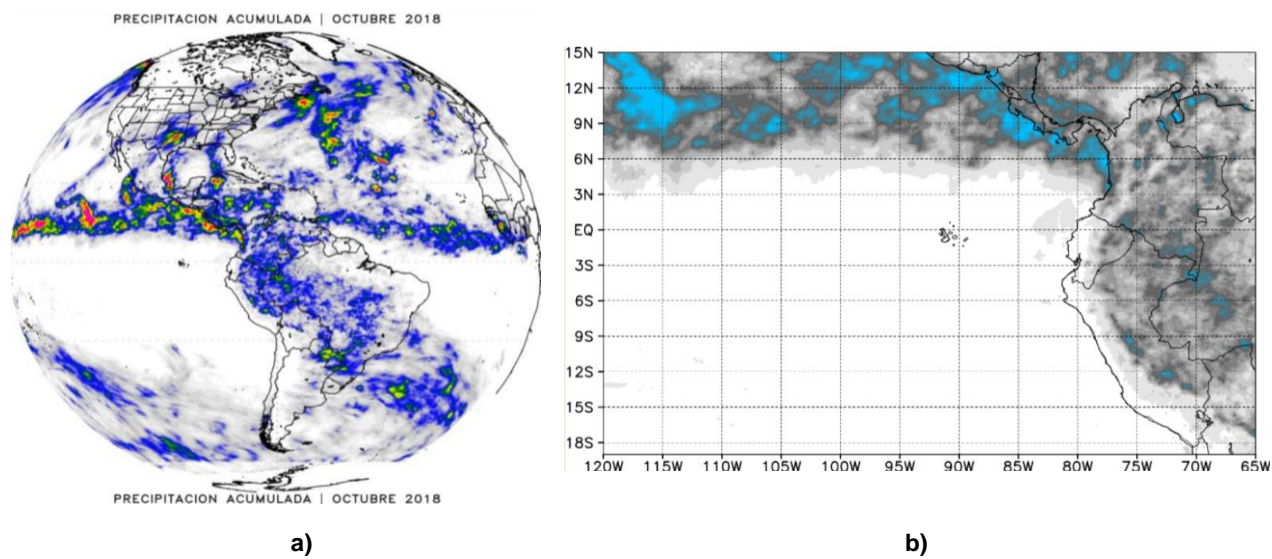 PRECIPITACION ACUMULADA | OCTUBRE 2018
15N
12N
9N
6N
3N
EQ
3S
6S
9S
12S
15S
18S
120W 115W 110W 105W 100W 95W 90W 85W 80W 75W 70W 65W
PRECIPITACION ACUMULADA | OCTUBRE 2018
a) b)